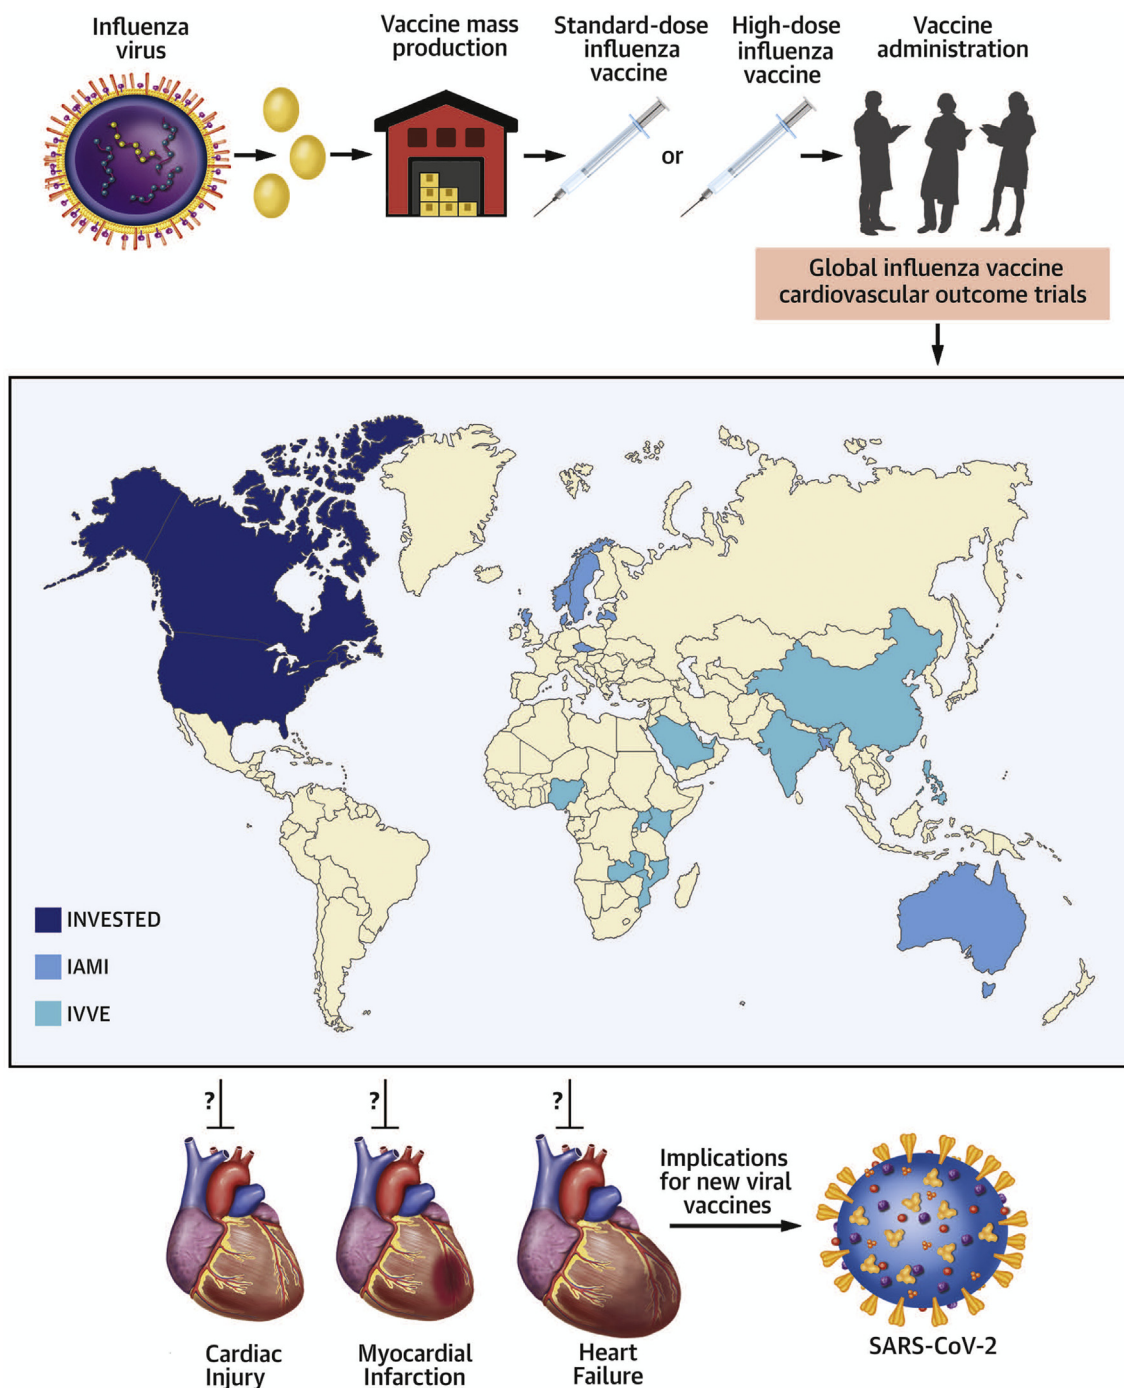 Influenza
virus
Vaccine mass
production
Standard-dose
influenza
vaccine
or
High-dose
influenza
vaccine
Vaccine
administration
Global influenza vaccine
cardiovascular outcome trials
INVESTED
IAMI
IVVE
?
?
?
Implications
for new viral
vaccines
Cardiac
Injury
Myocardial
Infarction
Heart
Failure
SARS-CoV-2